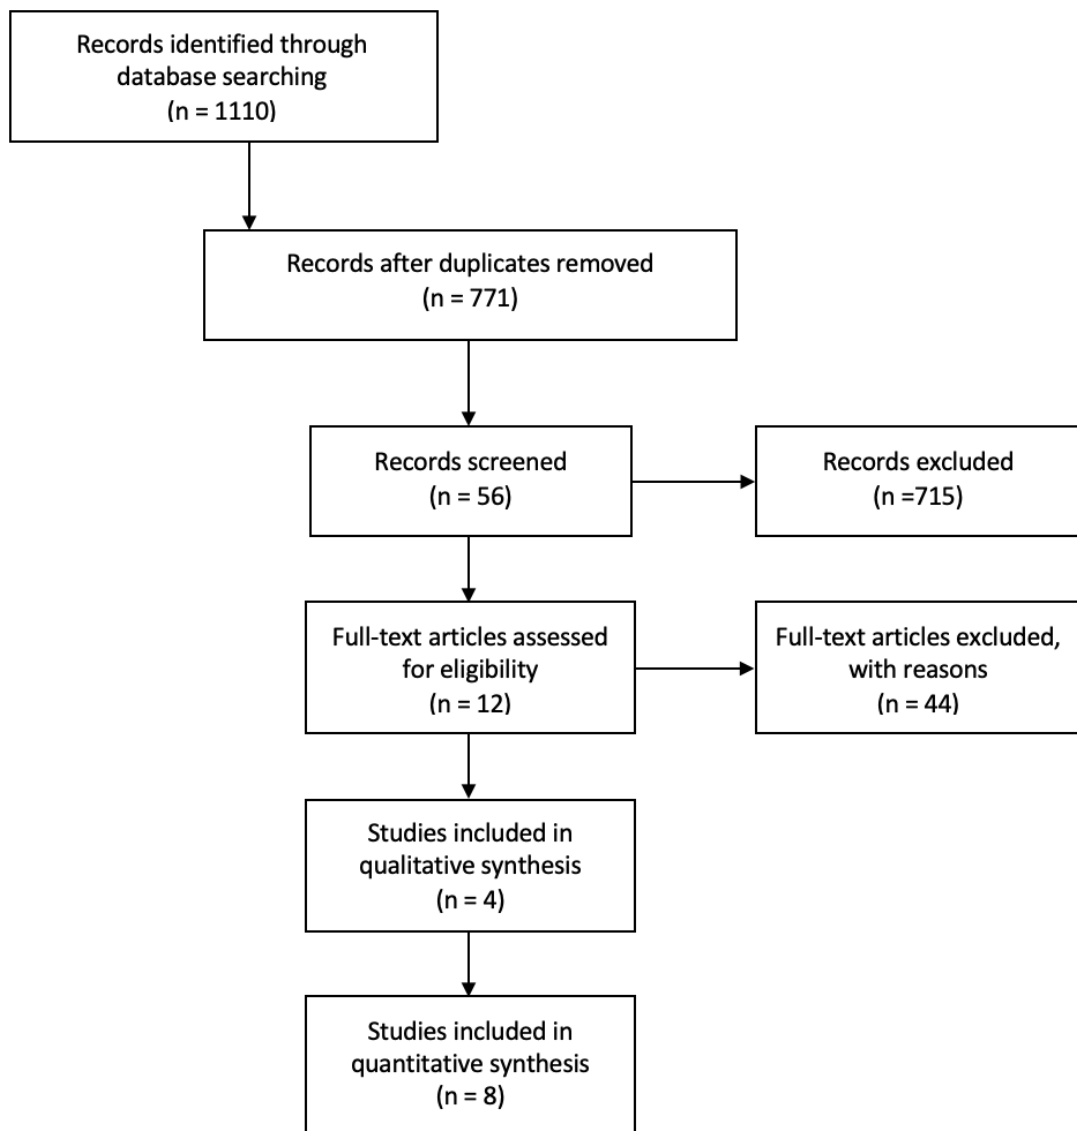 Records identified through
database searching
(n = 1110)
Records after duplicates removed
(n = 771)
Records screened
(n = 56)
Records excluded
(n =715)
Full-text articles assessed
for eligibility
(n = 12)
Full-text articles excluded,
with reasons
(n = 44)
Studies included in
qualitative synthesis
(n = 4)
Studies included in
quantitative synthesis
(n = 8)